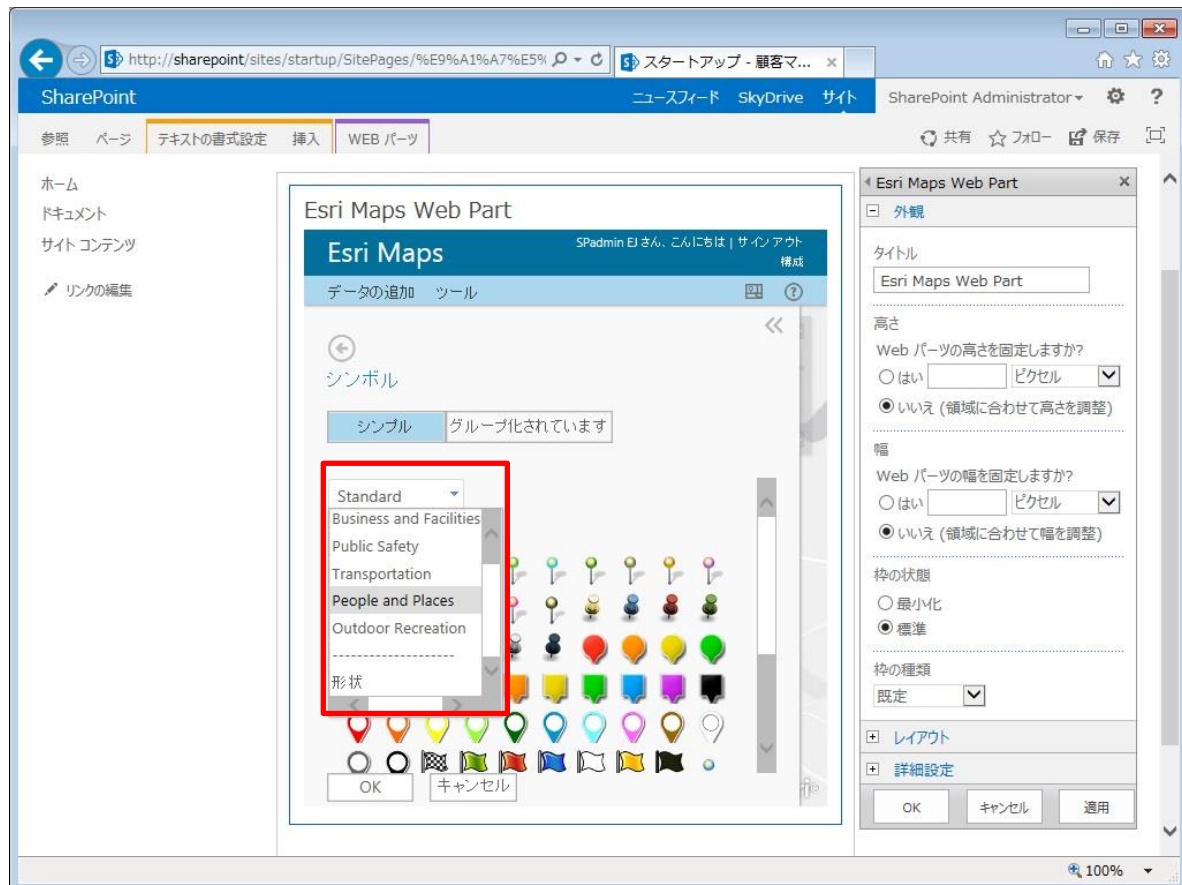 http://sharepoint/sites/startup/SitePages/%E9%A1%A7%E5%
スタートアップ - 顧客マ...
SharePoint
ニュースフィード SkyDrive サイト SharePoint Administrator ?
参照 ページ テキストの書式設定 挿入 WEB パーツ
共有 フォロー 保存
ホーム
ドキュメント
サイト コンテンツ
リンクの編集
Esri Maps Web Part
Esri Maps
SPadmin EJ さん、こんにちは | サインアウト
構成
データの追加 ツール
シンボル
シンプル グループ化されています
Standard
Business and Facilities
Public Safety
Transportation
People and Places
Outdoor Recreation
-------------------
形状
OK キャンセル
Esri Maps Web Part
外観
タイトル
Esri Maps Web Part
高さ
Web パーツの高さを固定しますか?
はい ピクセル
いいえ (領域に合わせて高さを調整)
幅
Web パーツの幅を固定しますか?
はい ピクセル
いいえ (領域に合わせて幅を調整)
枠の状態
最小化
標準
枠の種類
既定
レイアウト
詳細設定
OK キャンセル 適用
100%